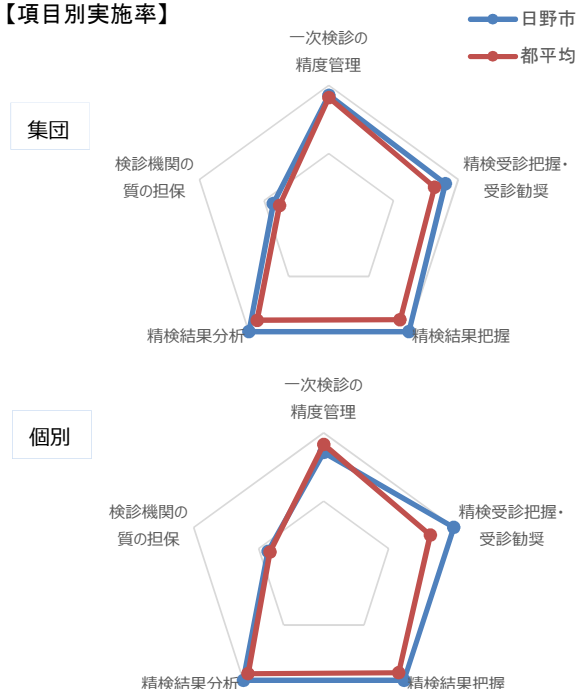 【項目別実施率】
日野市
都平均
集団
一次検診の
精度管理
精検受診把握・
受診勧奨
精検結果把握
精検結果分析
検診機関の
質の担保
個別
一次検診の
精度管理
精検受診把握・
受診勧奨
精検結果把握
精検結果分析
検診機関の
質の担保